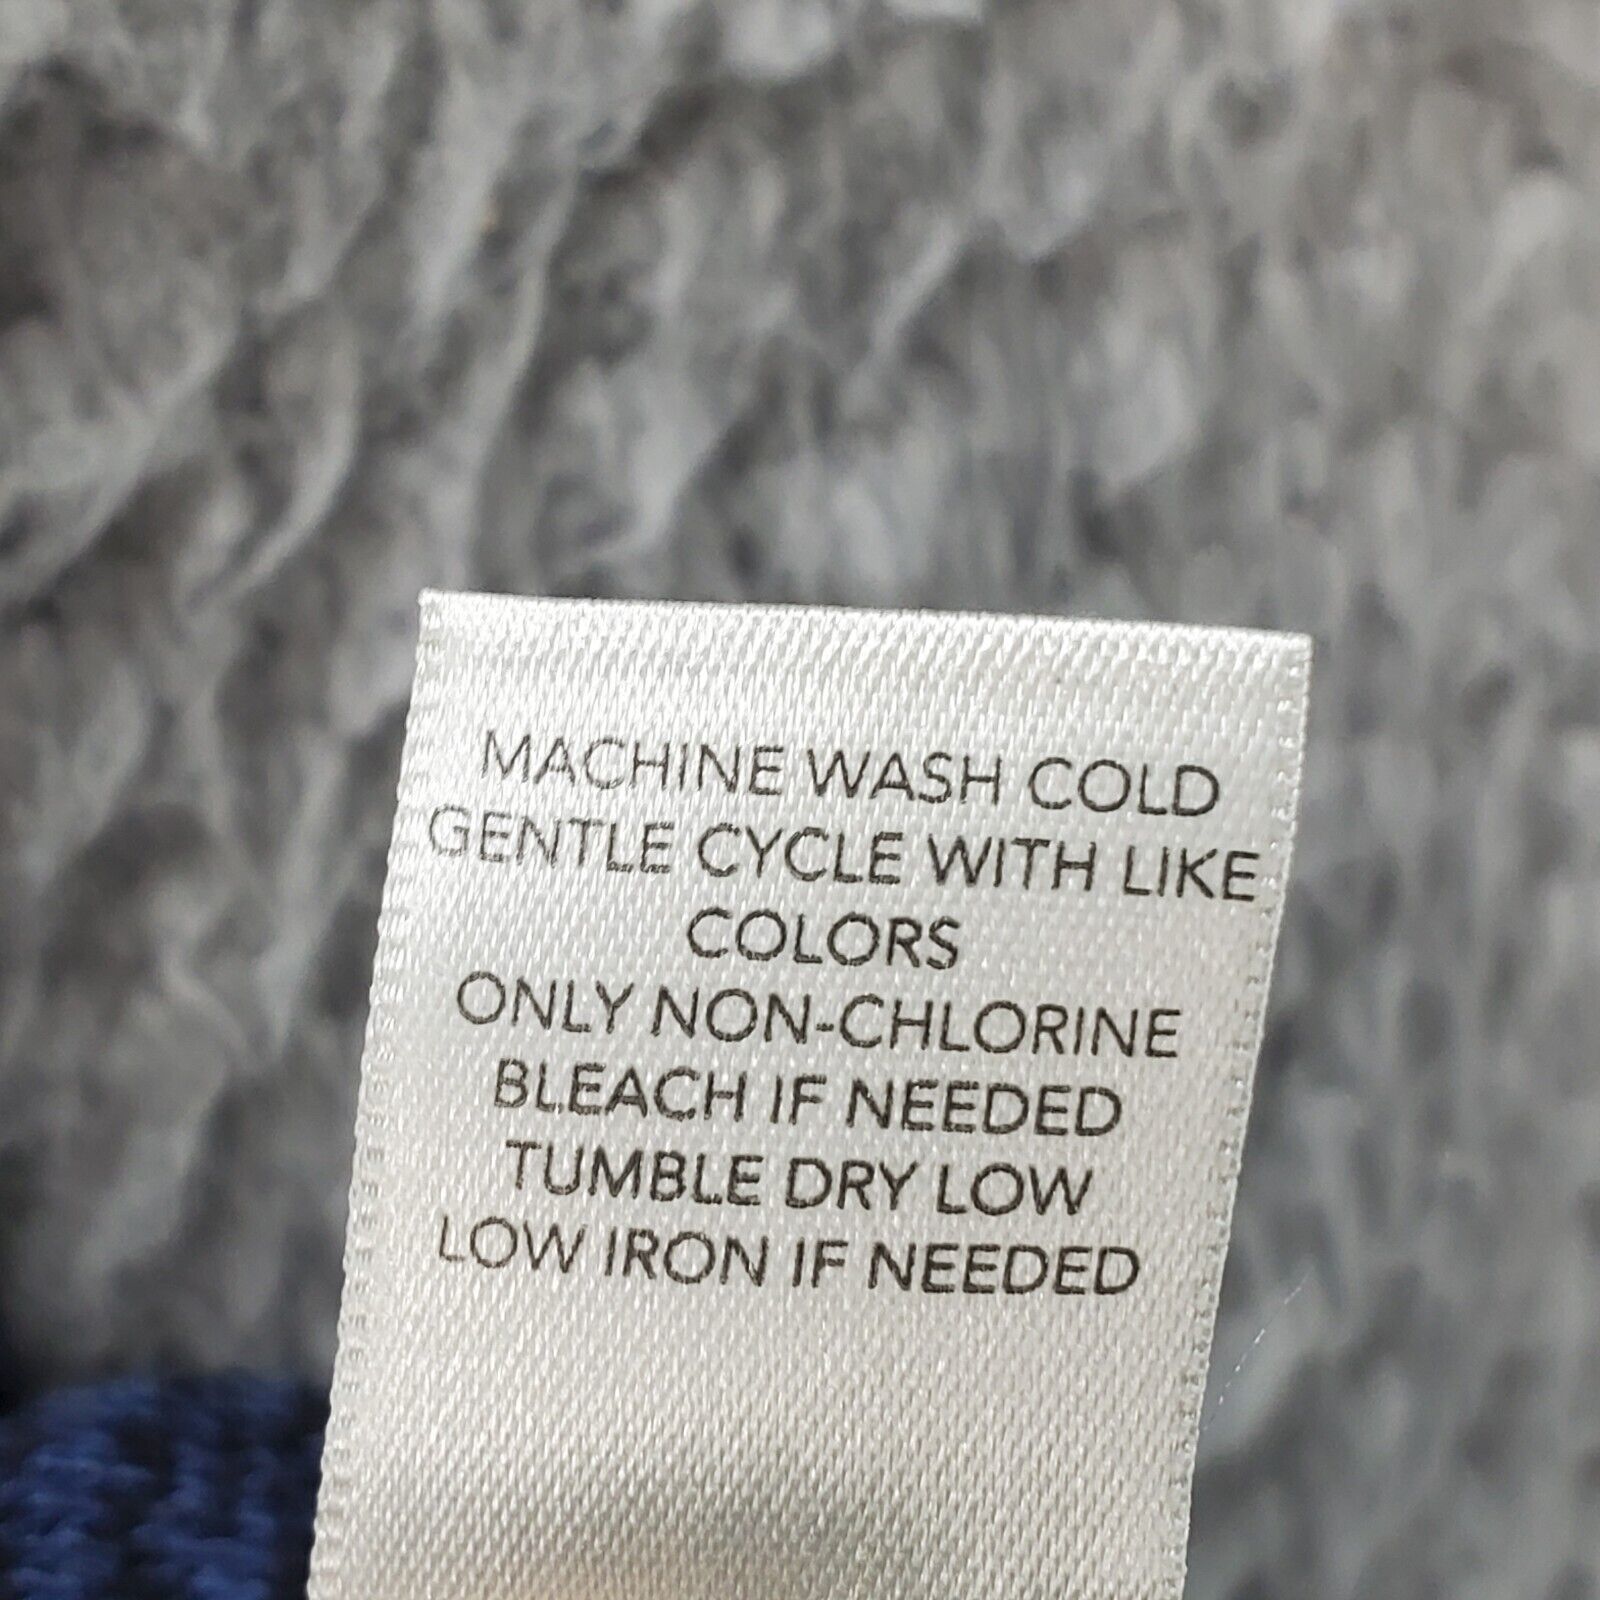 MACHINE WASH COLD
GENTLE CYCLE WITH LIKE
COLORS
ONLY NON-CHLORINE
BLEACH IF NEEDED
TUMBLE DRY LOW
LOW IRON IF NEEDED